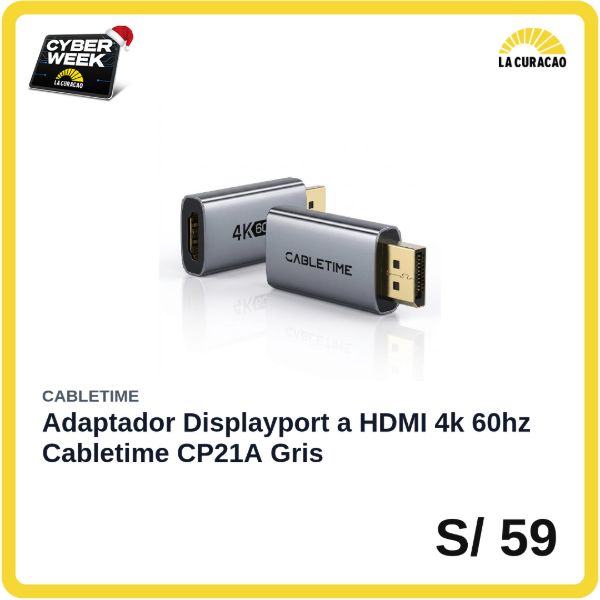 CYBER
WEEK
LA CURACAO
LA CURACAO
4K 60
CABLETIME
CABLETIME
Adaptador Displayport a HDMI 4k 60hz
Cabletime CP21A Gris
S/ 59